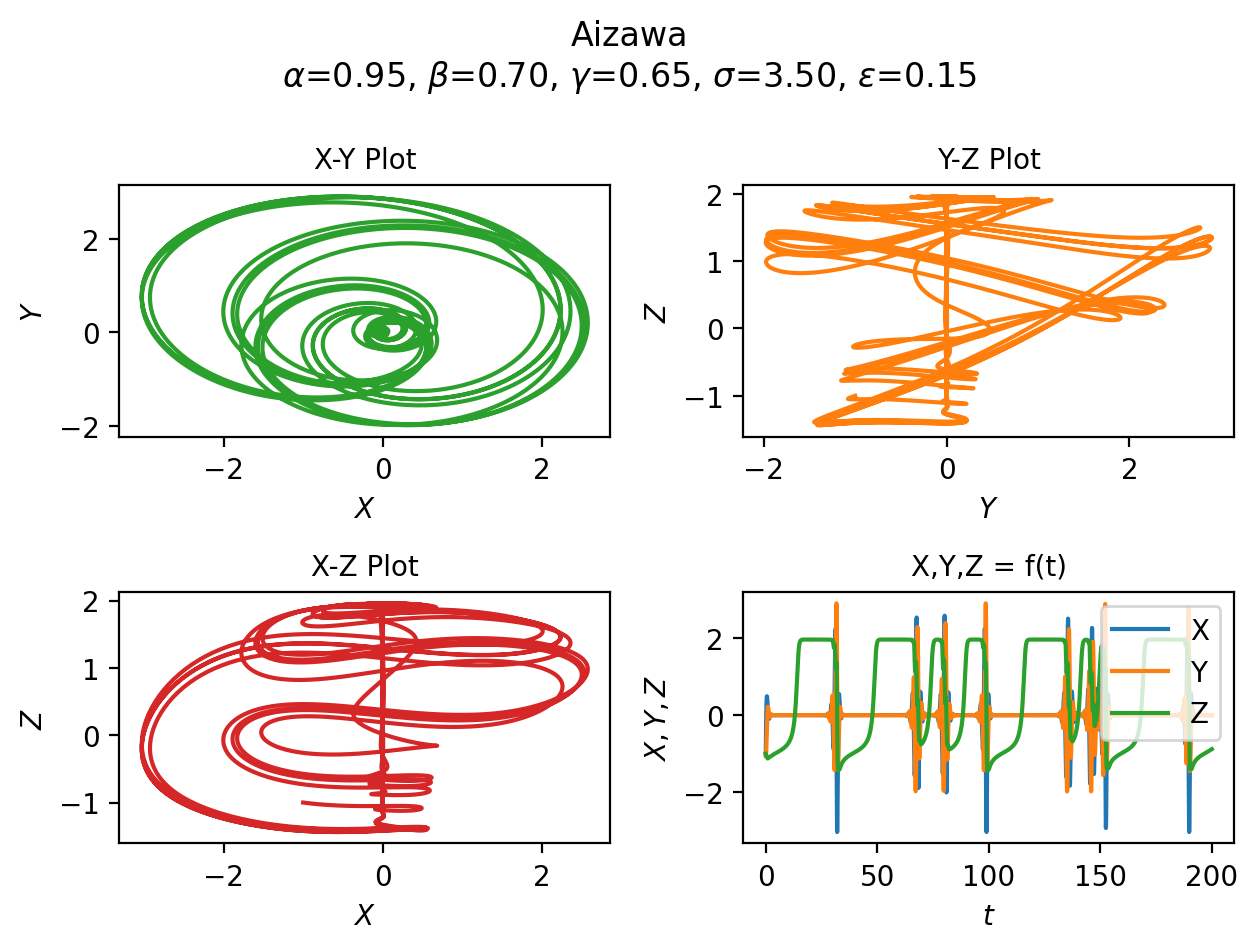 Aizawa
α=0.95, β=0.70, γ=0.65, σ=3.50, ε=0.15
X-Y Plot
2
0
−2
Y
−2 0 2
X
Y-Z Plot
2
1
0
−1
Z
−2 0 2
Y
X-Z Plot
2
1
0
−1
Z
−2 0 2
X
X,Y,Z = f(t)
2
0
−2
X, Y, Z
X
Y
Z
0 50 100 150 200
t